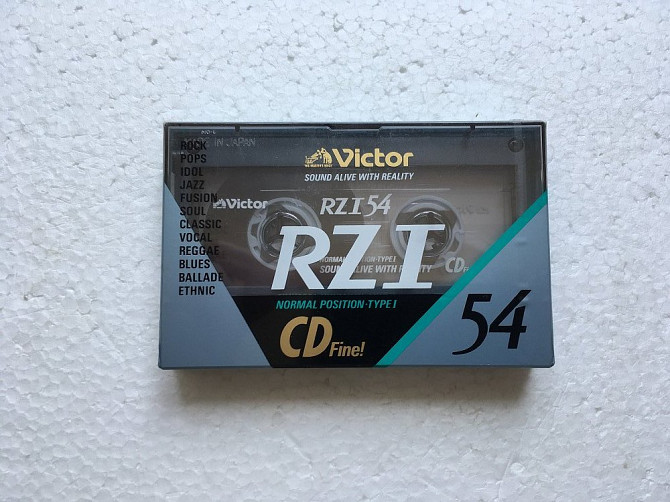 MADE IN JAPAN
ROCK
POPS
IDOL
JAZZ
FUSION
SOUL
CLASSIC
VOCAL
REGGAE
BLUES
BALLADE
ETHNIC
Victor
SOUND ALIVE WITH REALITY
Victor
RZI 54
RZI
NORMAL POSITION·TYPE I
SOUND ALIVE WITH REALITY
CD
NORMAL POSITION·TYPE I
CD Fine!
54